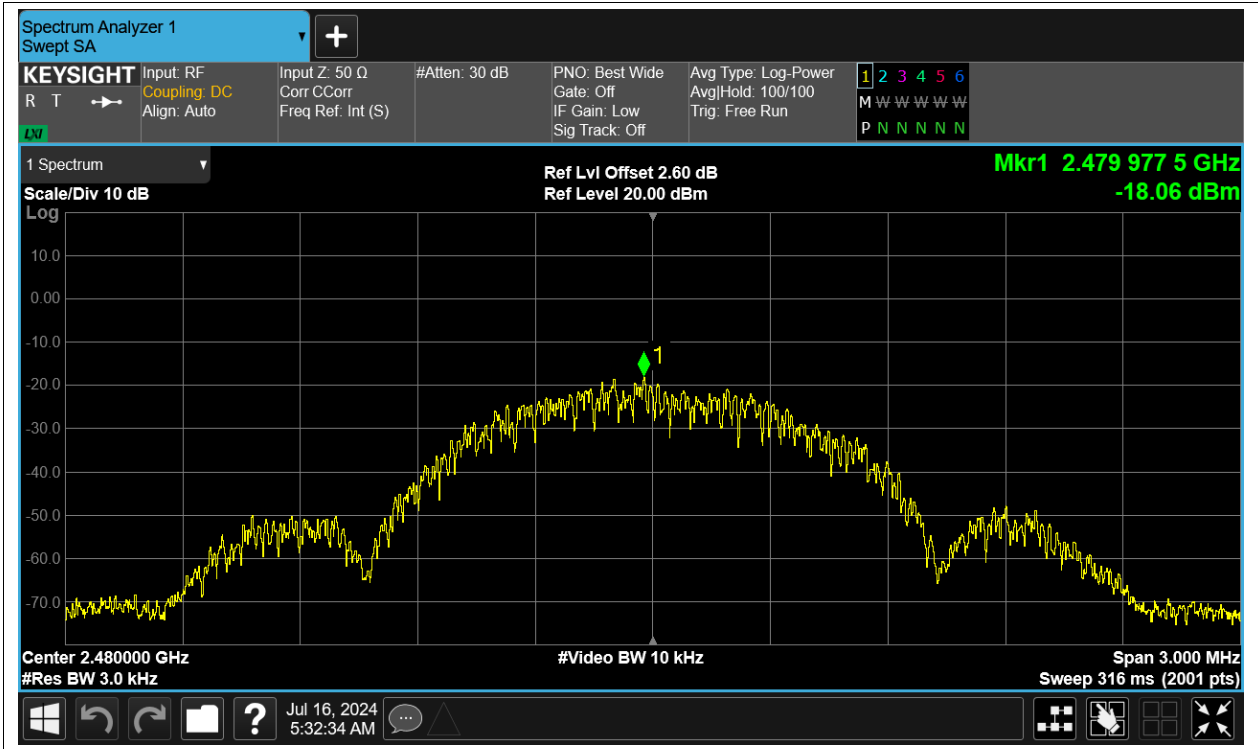 Spectrum Analyzer 1
Swept SA
KEYSIGHT
R T
LXI
Input: RF
Coupling: DC
Align: Auto
Input Z: 50 Ω
Corr CCorr
Freq Ref: Int (S)
#Atten: 30 dB
PNO: Best Wide
Gate: Off
IF Gain: Low
Sig Track: Off
Avg Type: Log-Power
Avg|Hold: 100/100
Trig: Free Run
1 2 3 4 5 6
M W W W W W
P N N N N N
1 Spectrum
Scale/Div 10 dB
Ref Lvl Offset 2.60 dB
Ref Level 20.00 dBm
Mkr1 2.479 977 5 GHz
-18.06 dBm
Log
10.0
0.00
-10.0
1
-20.0
-30.0
-40.0
-50.0
-60.0
-70.0
Center 2.480000 GHz
#Video BW 10 kHz
Span 3.000 MHz
#Res BW 3.0 kHz
Sweep 316 ms (2001 pts)
?
Jul 16, 2024
5:32:34 AM